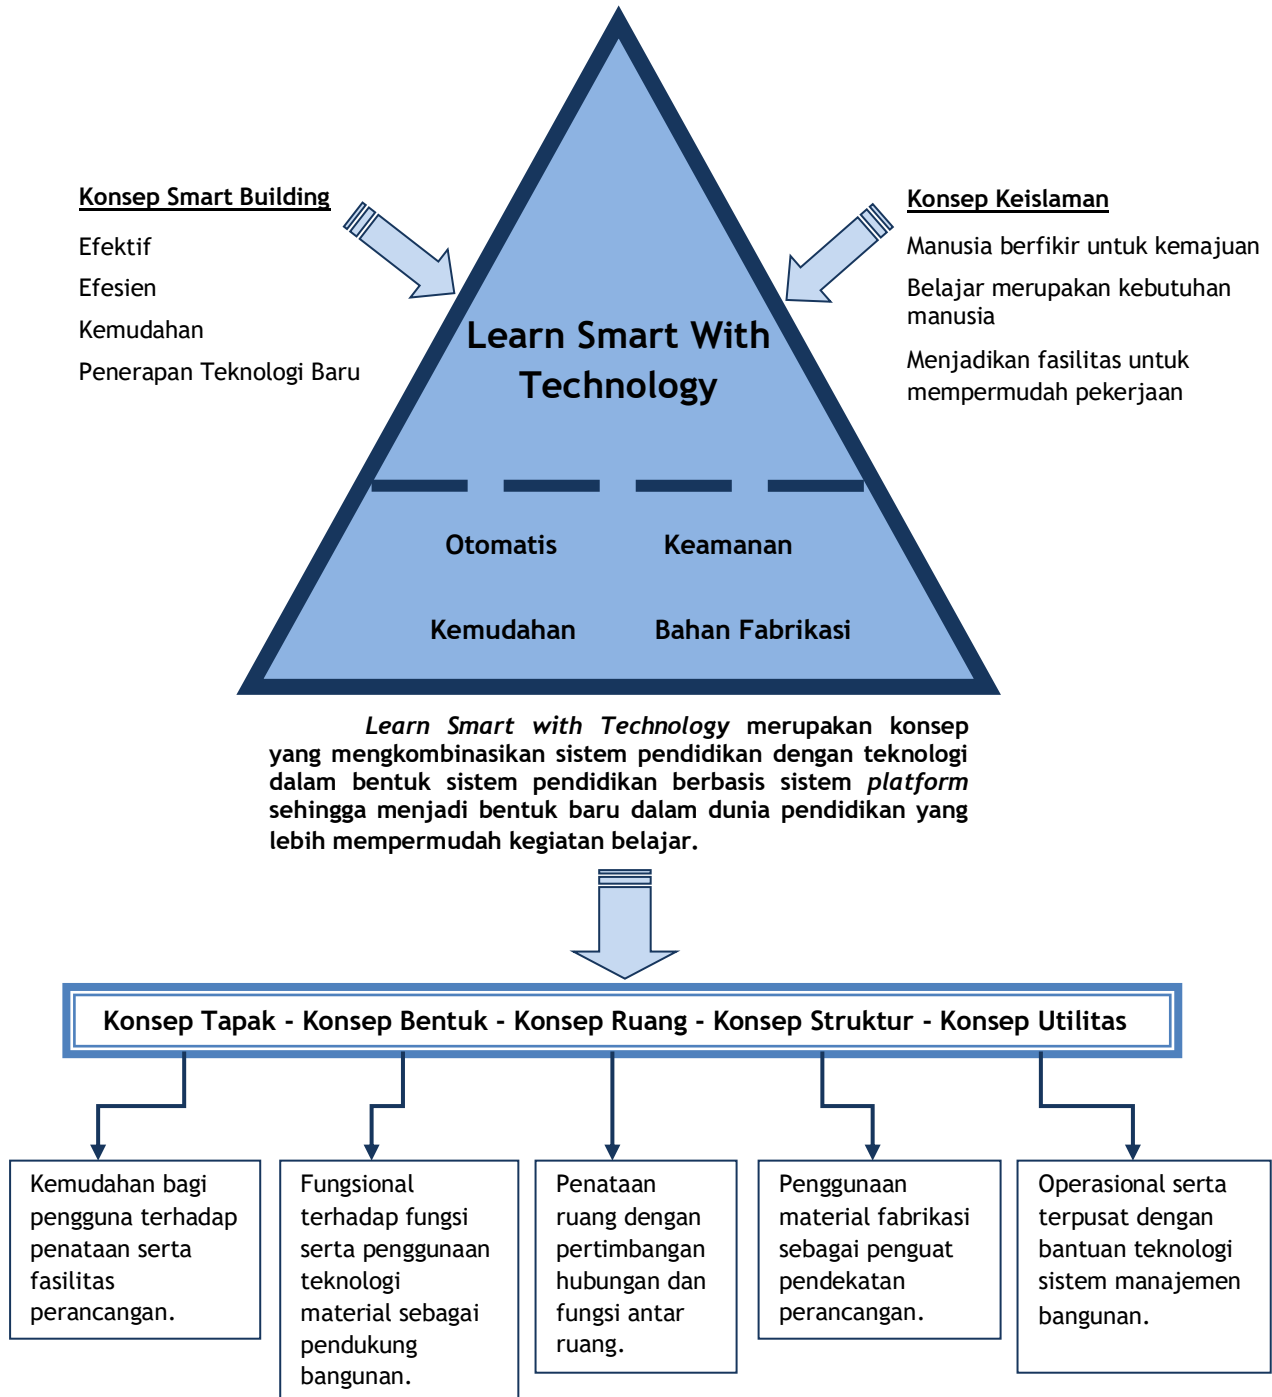 Konsep Smart Building
Efektif
Efesien
Kemudahan
Penerapan Teknologi Baru
Konsep Keislaman
Manusia berfikir untuk kemajuan
Belajar merupakan kebutuhan
manusia
Menjadikan fasilitas untuk
mempermudah pekerjaan
Learn Smart With
Technology
Otomatis
Keamanan
Kemudahan
Bahan Fabrikasi
Learn Smart with Technology merupakan konsep
yang mengkombinasikan sistem pendidikan dengan teknologi
dalam bentuk sistem pendidikan berbasis sistem platform
sehingga menjadi bentuk baru dalam dunia pendidikan yang
lebih mempermudah kegiatan belajar.
Konsep Tapak - Konsep Bentuk - Konsep Ruang - Konsep Struktur - Konsep Utilitas
Kemudahan bagi
pengguna terhadap
penataan serta
fasilitas
perancangan.
Fungsional
terhadap fungsi
serta penggunaan
teknologi
material sebagai
pendukung
bangunan.
Penataan
ruang dengan
pertimbangan
hubungan dan
fungsi antar
ruang.
Penggunaan
material fabrikasi
sebagai penguat
pendekatan
perancangan.
Operasional serta
terpusat dengan
bantuan teknologi
sistem manajemen
bangunan.